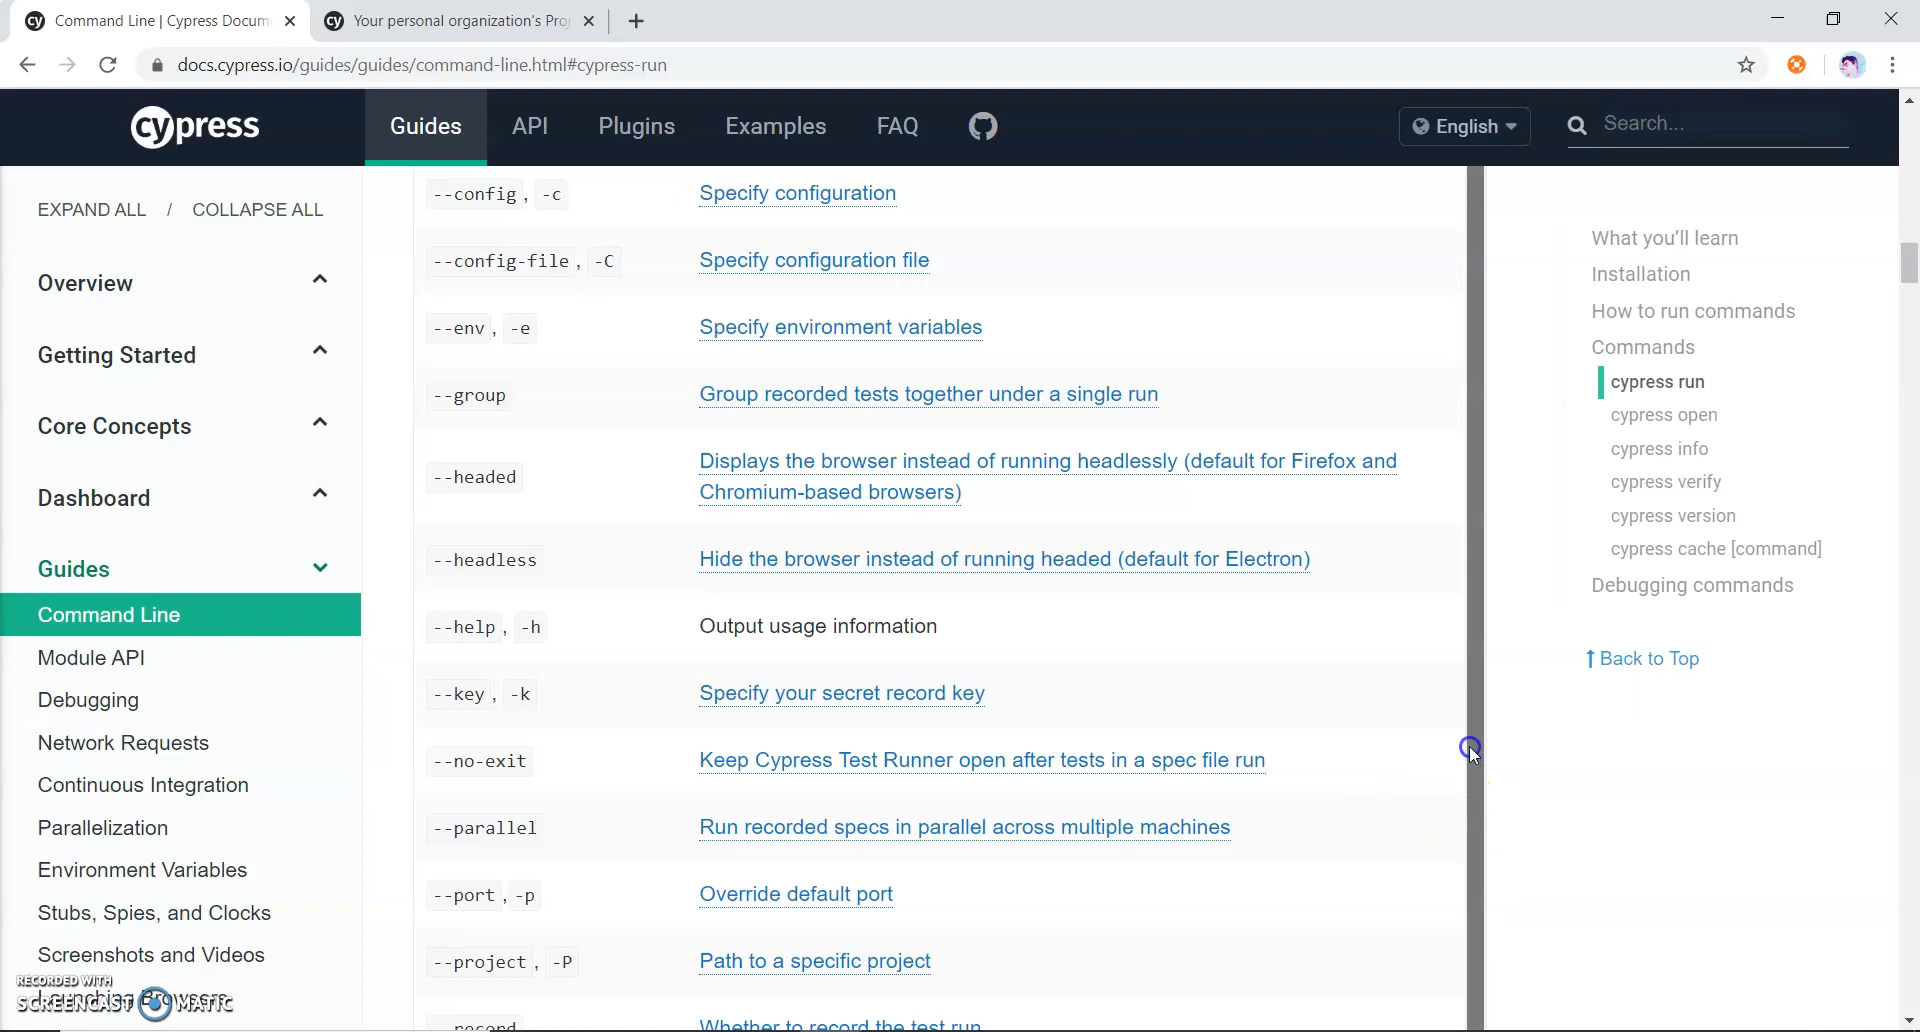 Command Line | Cypress Docum
Your personal organization's Pro
docs.cypress.io/guides/guides/command-line.html#cypress-run
cypress
Guides
API
Plugins
Examples
FAQ
English
Search...
EXPAND ALL / COLLAPSE ALL
Overview
Getting Started
Core Concepts
Dashboard
Guides
Command Line
Module API
Debugging
Network Requests
Continuous Integration
Parallelization
Environment Variables
Stubs, Spies, and Clocks
Screenshots and Videos
Launching Browsers
RECORDED WITH
SCREENCAST MATIC
--config, -c Specify configuration
--config-file, -C Specify configuration file
--env, -e Specify environment variables
--group Group recorded tests together under a single run
--headed Displays the browser instead of running headlessly (default for Firefox and
Chromium-based browsers)
--headless Hide the browser instead of running headed (default for Electron)
--help, -h Output usage information
--key, -k Specify your secret record key
--no-exit Keep Cypress Test Runner open after tests in a spec file run
--parallel Run recorded specs in parallel across multiple machines
--port,-p Override default port
--project, -P Path to a specific project
--record Whether to record the test run
What you'll learn
Installation
How to run commands
Commands
cypress run
cypress open
cypress info
cypress verify
cypress version
cypress cache [command]
Debugging commands
Back to Top